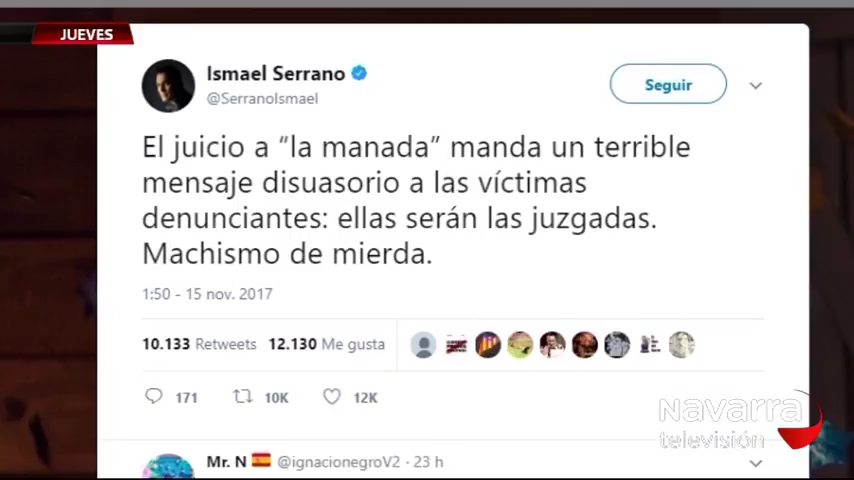 JUEVES
Ismael Serrano
@SerranoIsmael
Seguir
El juicio a “la manada” manda un terrible
mensaje disuasorio a las víctimas
denunciantes: ellas serán las juzgadas.
Machismo de mierda.
1:50 - 15 nov. 2017
10.133 Retweets 12.130 Me gusta
171 10K 12K
Navarra
televisión
Mr. N @ignacionegroV2 · 23 h